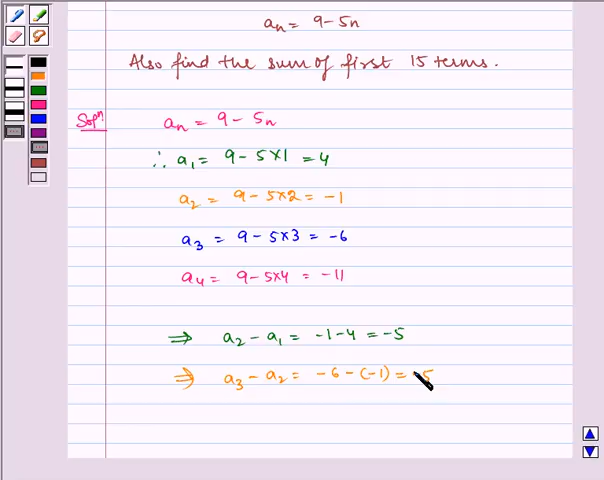 aₙ = 9 - 5n
Also find the sum of first 15 terms.
Solⁿ
aₙ = 9 - 5n
∴ a₁ = 9 - 5×1 = 4
a₂ = 9 - 5×2 = -1
a₃ = 9 - 5×3 = -6
a₄ = 9 - 5×4 = -11
⇒ a₂ - a₁ = -1-4 = -5
⇒ a₃ - a₂ = -6 - (-1) = -5